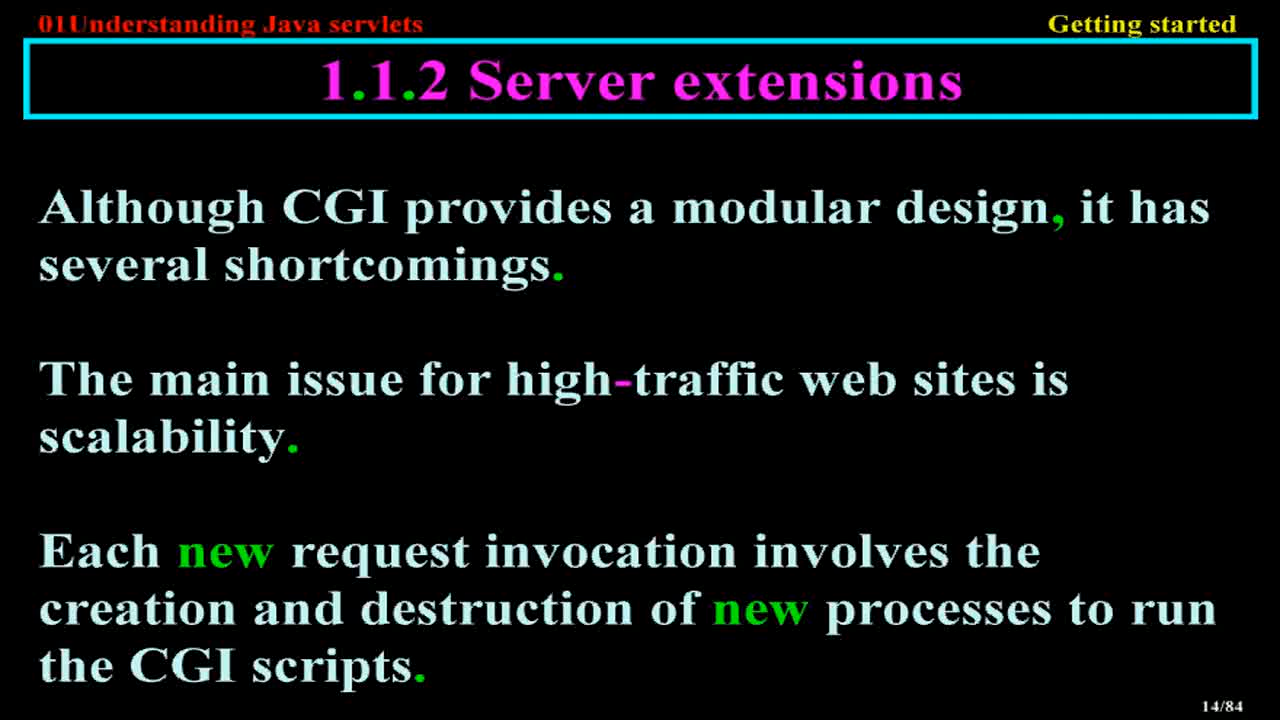 01Understanding Java servlets
Getting started
1.1.2 Server extensions
Although CGI provides a modular design, it has
several shortcomings.
The main issue for high-traffic web sites is
scalability.
Each new request invocation involves the
creation and destruction of new processes to run
the CGI scripts.
14/84